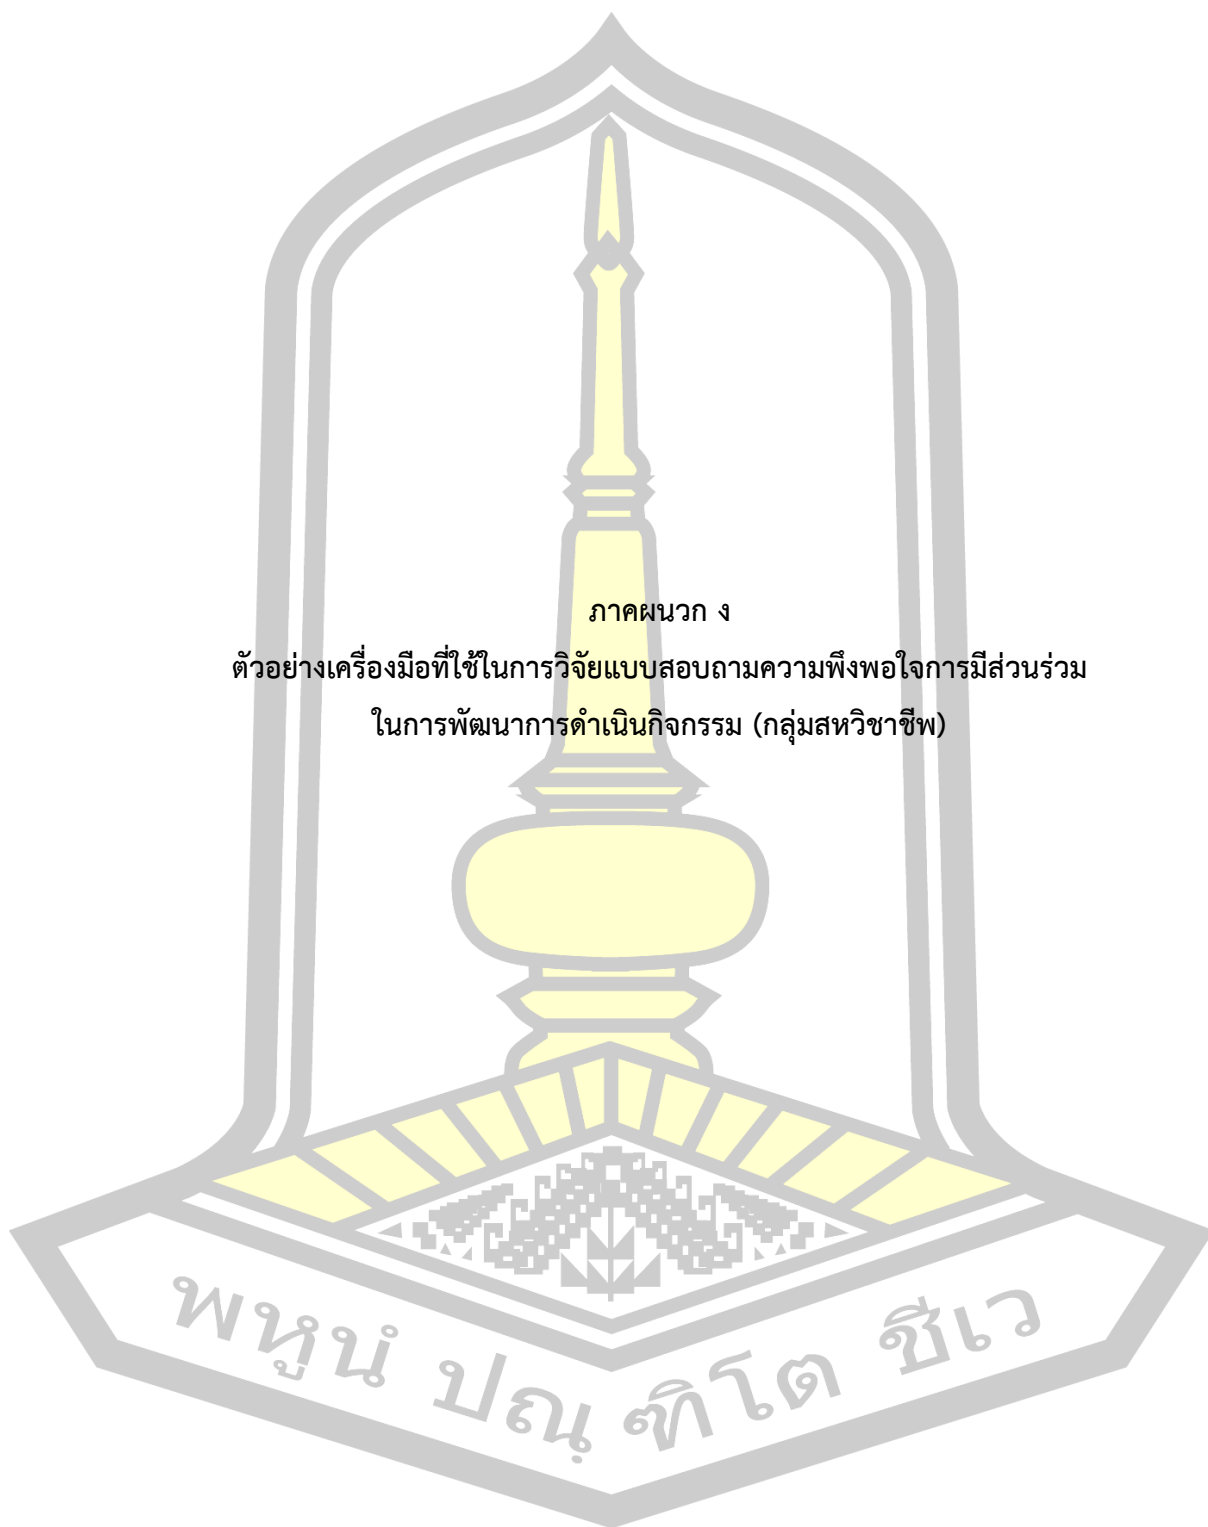 ภาคผนวก ง
ตัวอย่างเครื่องมือที่ใช้ในการวิจัยแบบสอบถามความพึงพอใจการมีส่วนร่วม
ในการพัฒนาการดำเนินกิจกรรม (กลุ่มสหวิชาชีพ)
พหูนํ ปณฺฑิโต ชีเว